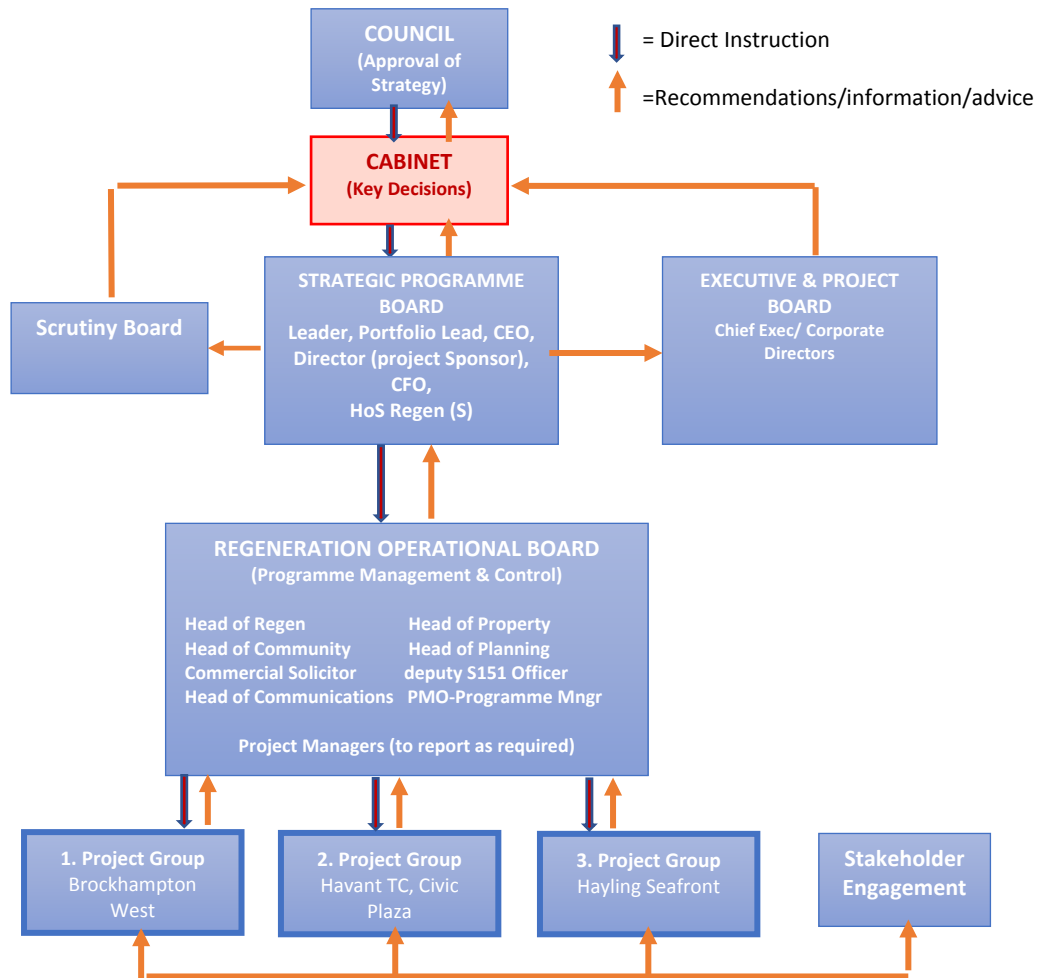 COUNCIL
(Approval of
Strategy)
= Direct Instruction
=Recommendations/information/advice
CABINET
(Key Decisions)
Scrutiny Board
STRATEGIC PROGRAMME
BOARD
Leader, Portfolio Lead, CEO,
Director (project Sponsor),
CFO,
HoS Regen (S)
EXECUTIVE & PROJECT
BOARD
Chief Exec/ Corporate
Directors
REGENERATION OPERATIONAL BOARD
(Programme Management & Control)
Head of Regen Head of Property
Head of Community Head of Planning
Commercial Solicitor deputy S151 Officer
Head of Communications PMO-Programme Mngr
Project Managers (to report as required)
1. Project Group
Brockhampton
West
2. Project Group
Havant TC, Civic
Plaza
3. Project Group
Hayling Seafront
Stakeholder
Engagement